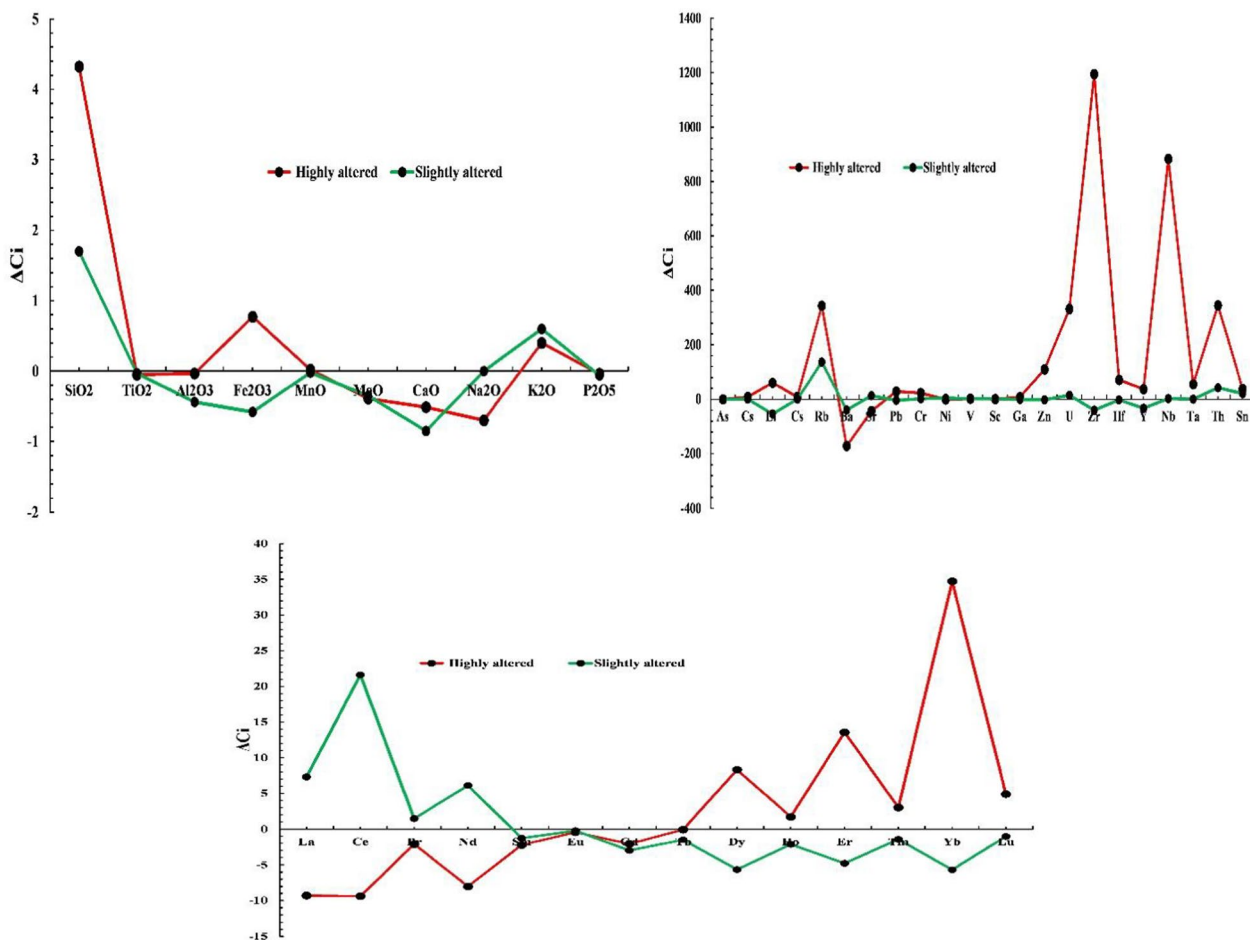 5
4
3
2
1
0
-1
-2
ΔCi
Highly altered
Slightly altered
SiO2 TiO2 Al2O3 Fe2O3 MnO MgO CaO Na2O K2O P2O5
1400
1200
1000
800
600
400
200
0
-200
-400
ΔCi
Highly altered
Slightly altered
As Cs Li Cs Rb Ba Sr Pb Cr Ni V Sc Ga Zn U Zr Hf Y Nb Ta Th Sn
40
35
30
25
20
15
10
5
0
-5
-10
-15
ΔCi
Highly altered
Slightly altered
La Ce Pr Nd Sm Eu Gd Tb Dy Ho Er Tm Yb Lu